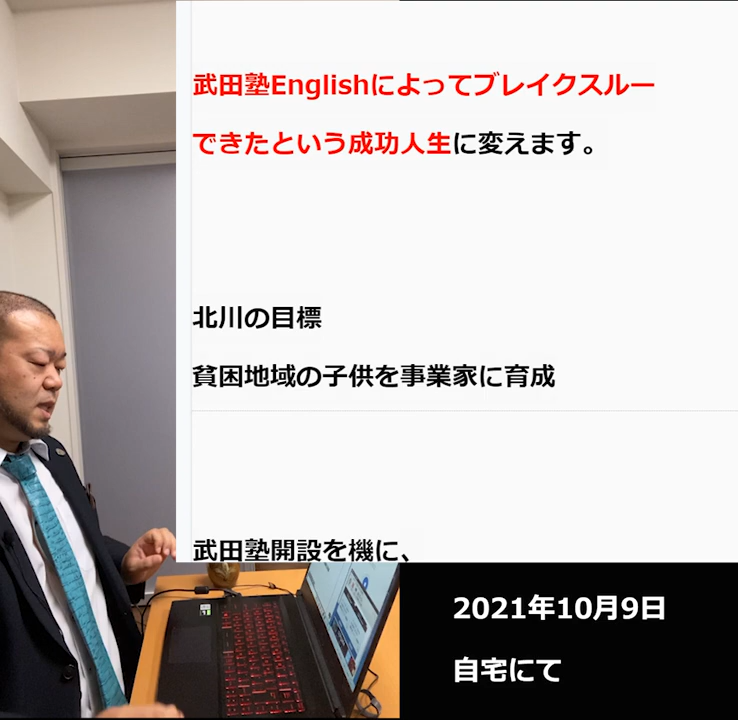 武田塾Englishによってブレイクスルー
できたという成功人生に変えます。
北川の目標
貧困地域の子供を事業家に育成
武田塾開設を機に、
2021年10月9日
自宅にて